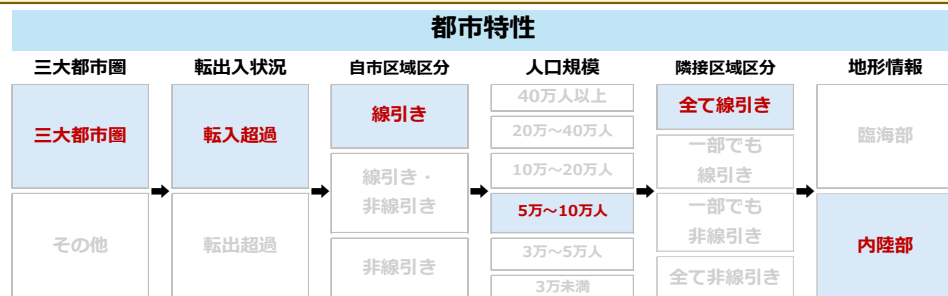 都市特性
三大都市圏
転出入状況
自市区域区分
人口規模
隣接区域区分
地形情報
三大都市圏
その他
転入超過
転出超過
線引き
線引き・
非線引き
非線引き
40万人以上
20万～40万人
10万～20万人
5万～10万人
3万～5万人
3万未満
全て線引き
一部でも
線引き
一部でも
非線引き
全て非線引き
臨海部
内陸部